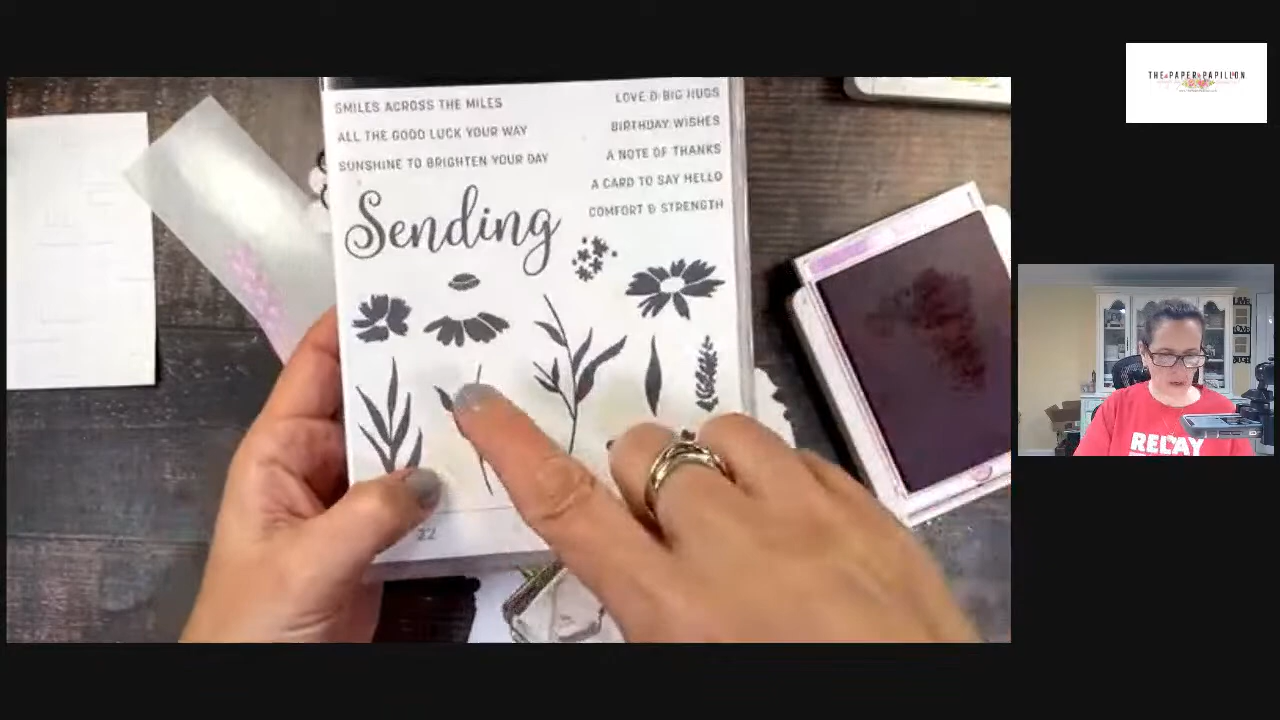 SMILES ACROSS THE MILES
ALL THE GOOD LUCK YOUR WAY
SUNSHINE TO BRIGHTEN YOUR DAY
LOVE & BIG HUGS
BIRTHDAY WISHES
A NOTE OF THANKS
A CARD TO SAY HELLO
COMFORT & STRENGTH
Sending
22
THE PAPER PAPILLON
RELAY